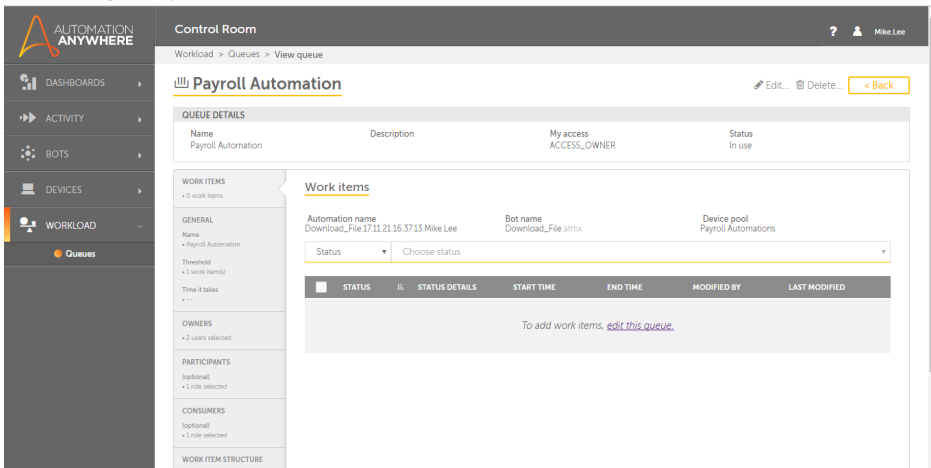 AUTOMATION
ANYWHERE
Control Room
? Mike.Lee
Workload > Queues > View queue
DASHBOARDS
ACTIVITY
BOTS
DEVICES
WORKLOAD
Queues
Payroll Automation
Edit... Delete... < Back
QUEUE DETAILS
Name Description My access Status
Payroll Automation ACCESS_OWNER In use
WORK ITEMS
• 0 work items
GENERAL
Name
• Payroll Automation
Threshold
• 1 work item(s)
Time it takes
• ---
OWNERS
• 2 users selected
PARTICIPANTS
(optional)
• 1 role selected
CONSUMERS
(optional)
• 1 role selected
WORK ITEM STRUCTURE
Work items
Automation name Bot name Device pool
Download_File.17.11.21.16.37.13.Mike.Lee Download_File.atmx Payroll Automations
Status Choose status
STATUS STATUS DETAILS START TIME END TIME MODIFIED BY LAST MODIFIED
To add work items, edit this queue.